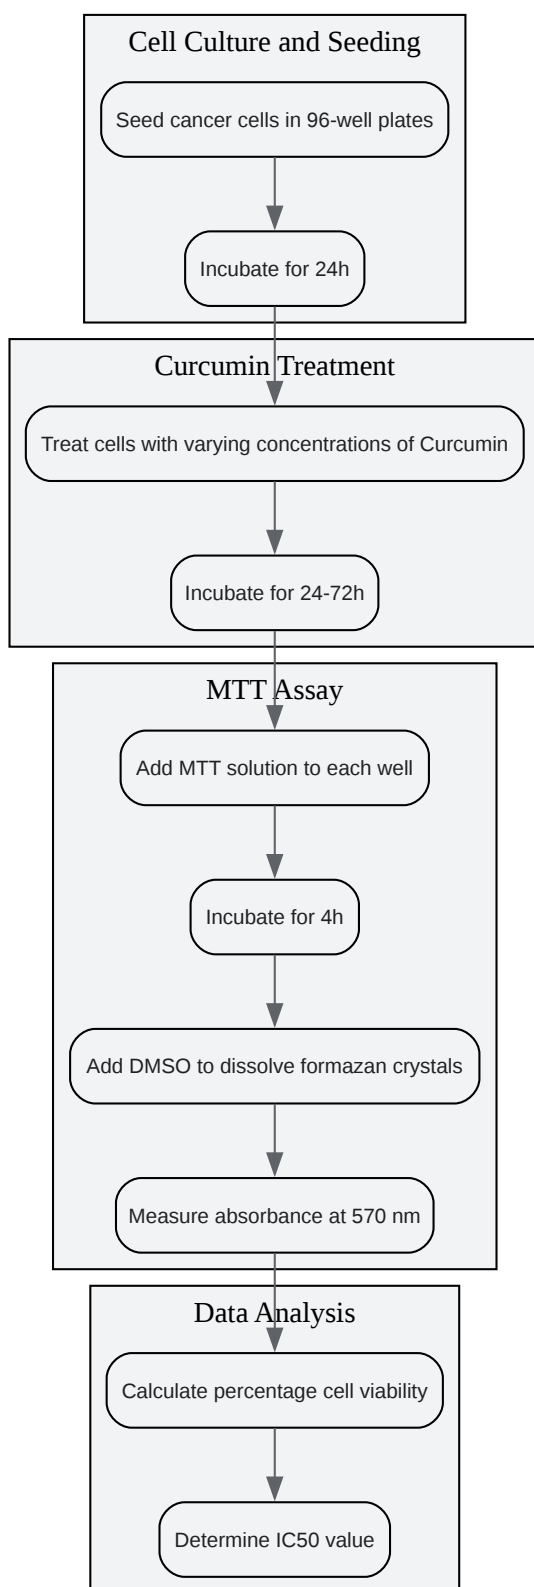 Cell Culture and Seeding
Seed cancer cells in 96-well plates
Incubate for 24h
Curcumin Treatment
Treat cells with varying concentrations of Curcumin
Incubate for 24-72h
MTT Assay
Add MTT solution to each well
Incubate for 4h
Add DMSO to dissolve formazan crystals
Measure absorbance at 570 nm
Data Analysis
Calculate percentage cell viability
Determine IC50 value